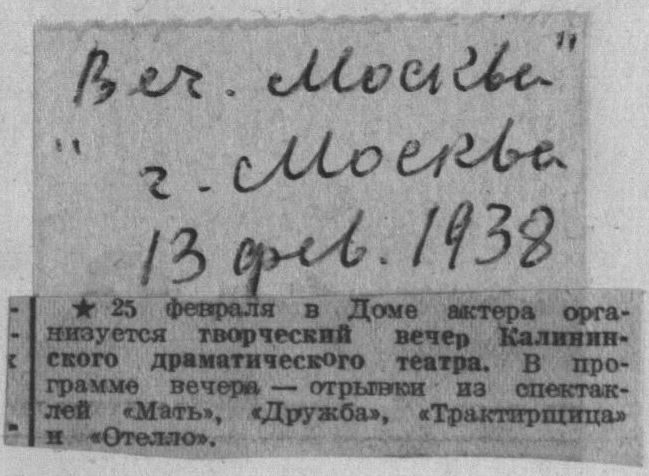 Веч. Москва"
" г. Москва
13 фев. 1938
★ 25 февраля в Доме актера орга-
низуется творческий вечер Калинин-
ского драматического театра. В про-
грамме вечера — отрывки из спектак-
лей «Мать», «Дружба», «Трактирщица»
и «Отелло».